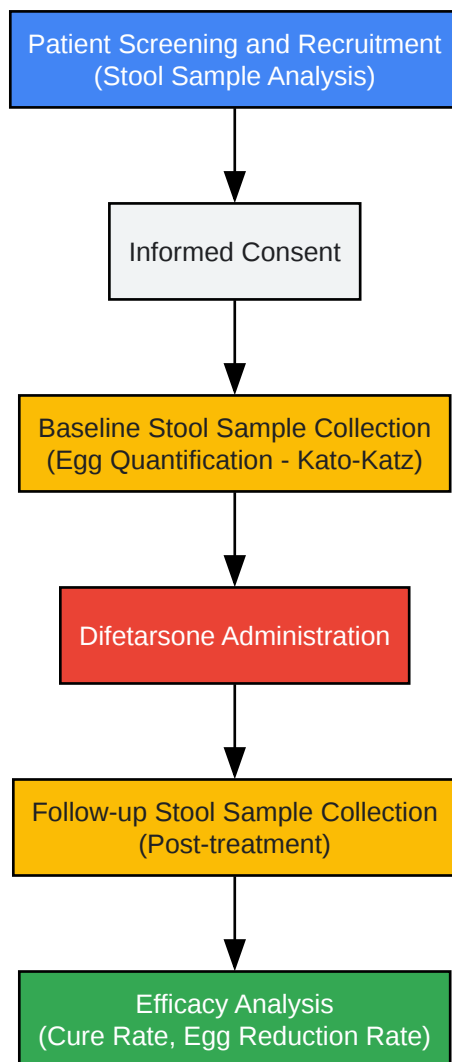 Patient Screening and Recruitment
(Stool Sample Analysis)
Informed Consent
Baseline Stool Sample Collection
(Egg Quantification - Kato-Katz)
Difetarsone Administration
Follow-up Stool Sample Collection
(Post-treatment)
Efficacy Analysis
(Cure Rate, Egg Reduction Rate)